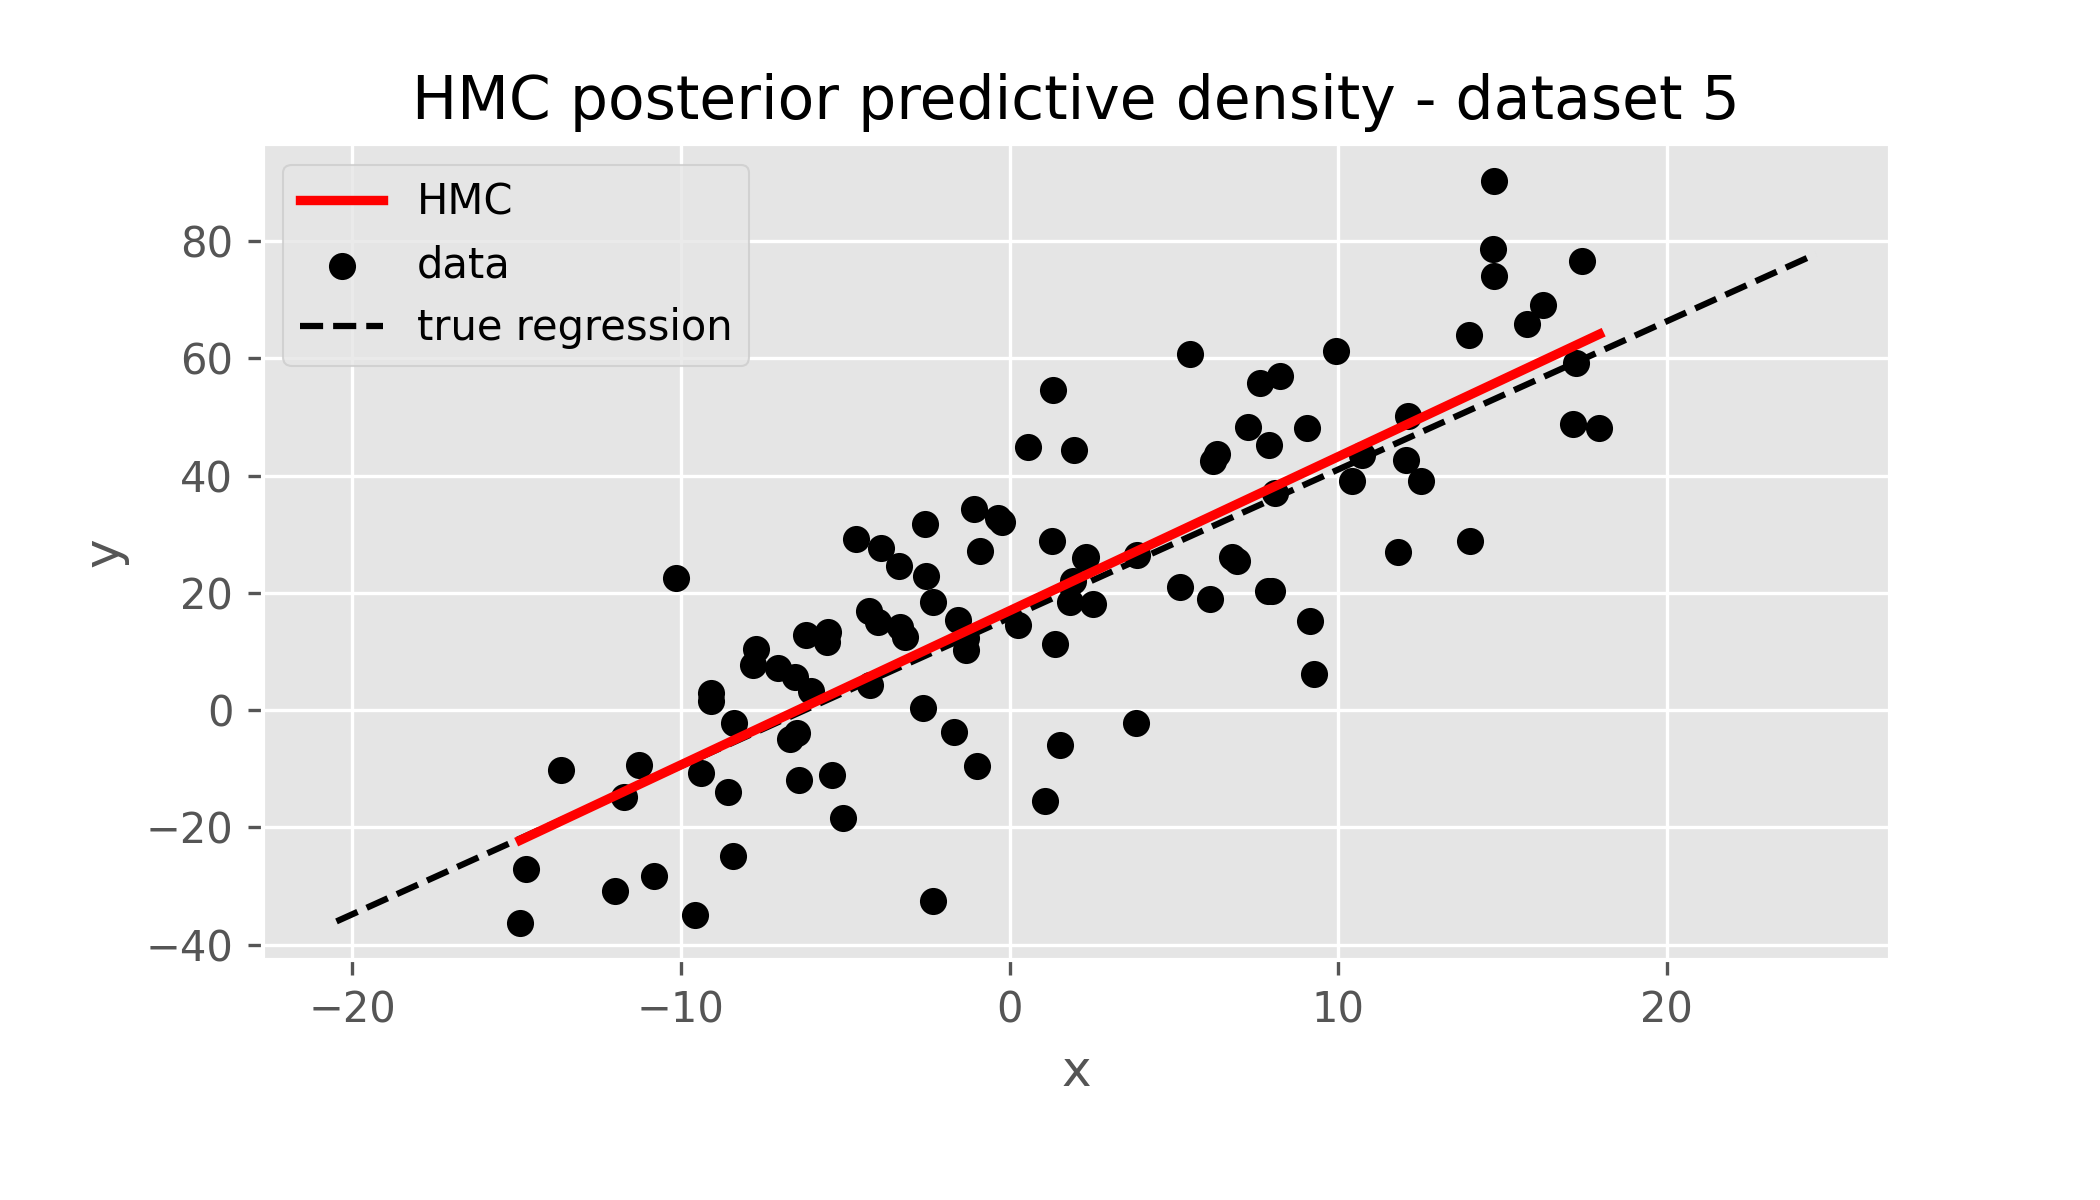 HMC posterior predictive density - dataset 5
HMC
data
true regression
80
60
40
20
0
−20
−40
y
−20
−10
0
10
20
x